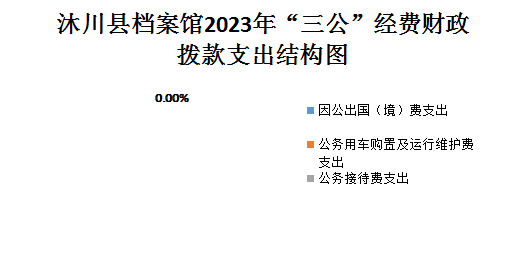 沐川县档案馆2023年“三公”经费财政
拨款支出结构图
0.00%
因公出国（境）费支出
公务用车购置及运行维护费
支出
公务接待费支出